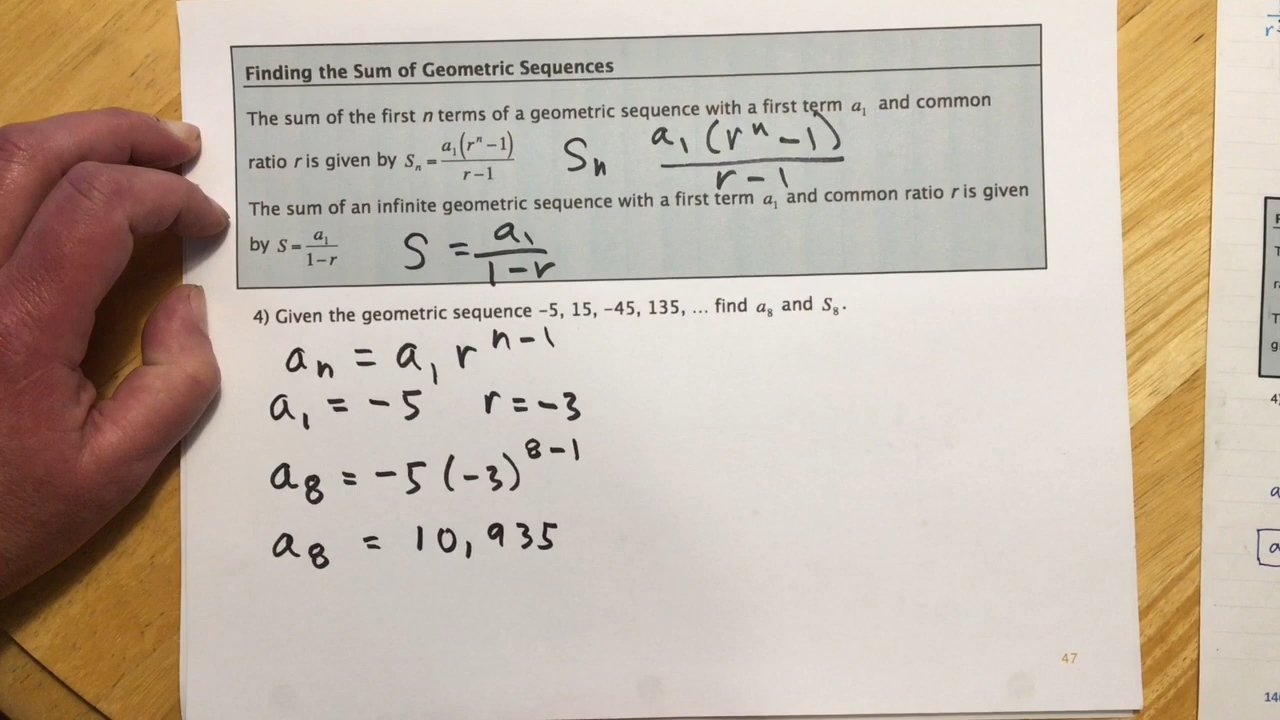 Finding the Sum of Geometric Sequences
The sum of the first n terms of a geometric sequence with a first term a₁ and common
ratio r is given by Sₙ = a₁(rⁿ−1)/(r−1) Sₙ a₁(rⁿ−1)/(r−1)
The sum of an infinite geometric sequence with a first term a₁ and common ratio r is given
by S = a₁/(1−r) S = a₁/(1−r)
4) Given the geometric sequence −5, 15, −45, 135, ... find a₈ and S₈.
aₙ = a₁ rⁿ⁻¹
a₁ = −5 r = −3
a₈ = −5 (−3)⁸⁻¹
a₈ = 10,935
47